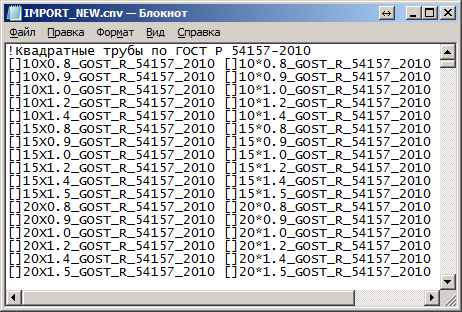 IMPORT_NEW.cnv — Блокнот
Файл Правка Формат Вид Справка
!Квадратные трубы по ГОСТ Р 54157-2010
[]10X0.8_GOST_R_54157_2010 []10*0.8_GOST_R_54157_2010
[]10X0.9_GOST_R_54157_2010 []10*0.9_GOST_R_54157_2010
[]10X1.0_GOST_R_54157_2010 []10*1.0_GOST_R_54157_2010
[]10X1.2_GOST_R_54157_2010 []10*1.2_GOST_R_54157_2010
[]10X1.4_GOST_R_54157_2010 []10*1.4_GOST_R_54157_2010
[]15X0.8_GOST_R_54157_2010 []15*0.8_GOST_R_54157_2010
[]15X0.9_GOST_R_54157_2010 []15*0.9_GOST_R_54157_2010
[]15X1.0_GOST_R_54157_2010 []15*1.0_GOST_R_54157_2010
[]15X1.2_GOST_R_54157_2010 []15*1.2_GOST_R_54157_2010
[]15X1.4_GOST_R_54157_2010 []15*1.4_GOST_R_54157_2010
[]15X1.5_GOST_R_54157_2010 []15*1.5_GOST_R_54157_2010
[]20X0.8_GOST_R_54157_2010 []20*0.8_GOST_R_54157_2010
[]20X0.9_GOST_R_54157_2010 []20*0.9_GOST_R_54157_2010
[]20X1.0_GOST_R_54157_2010 []20*1.0_GOST_R_54157_2010
[]20X1.2_GOST_R_54157_2010 []20*1.2_GOST_R_54157_2010
[]20X1.4_GOST_R_54157_2010 []20*1.4_GOST_R_54157_2010
[]20X1.5_GOST_R_54157_2010 []20*1.5_GOST_R_54157_2010